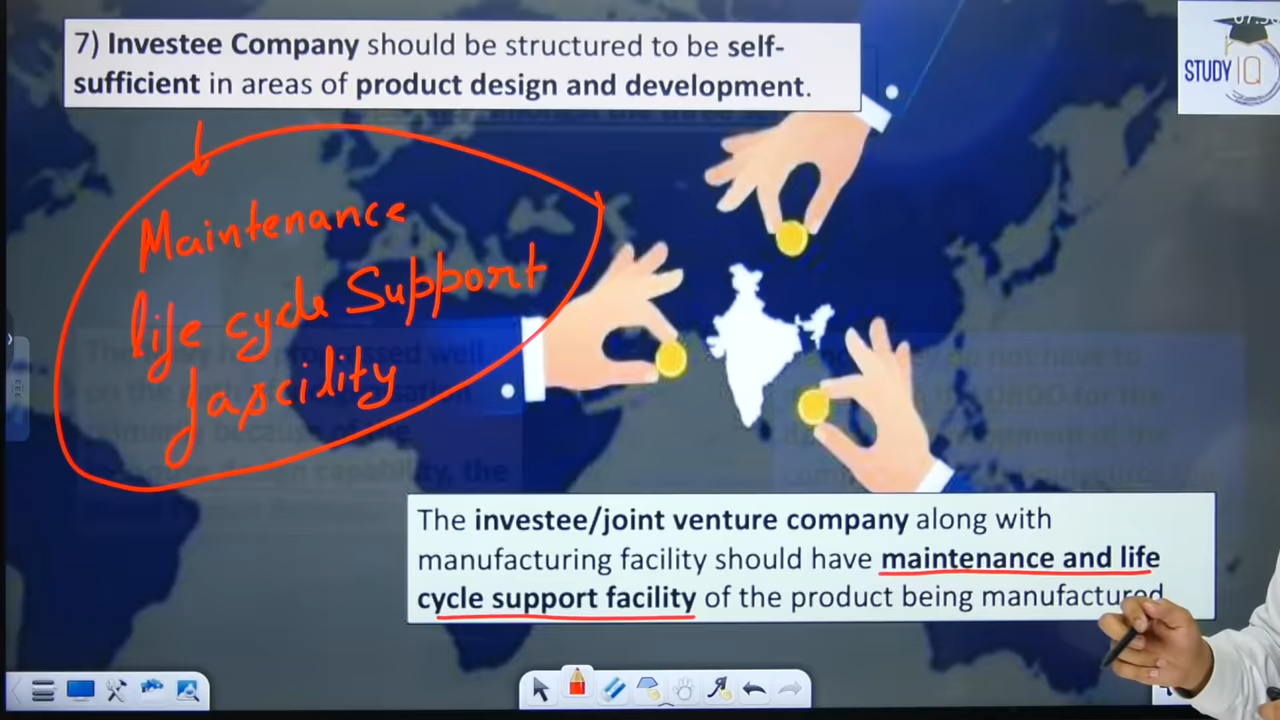 7) Investee Company should be structured to be self-
sufficient in areas of product design and development.
STUDY IQ
Maintenance
life cycle Support
fascility
The investee/joint venture company along with
manufacturing facility should have maintenance and life
cycle support facility of the product being manufactured